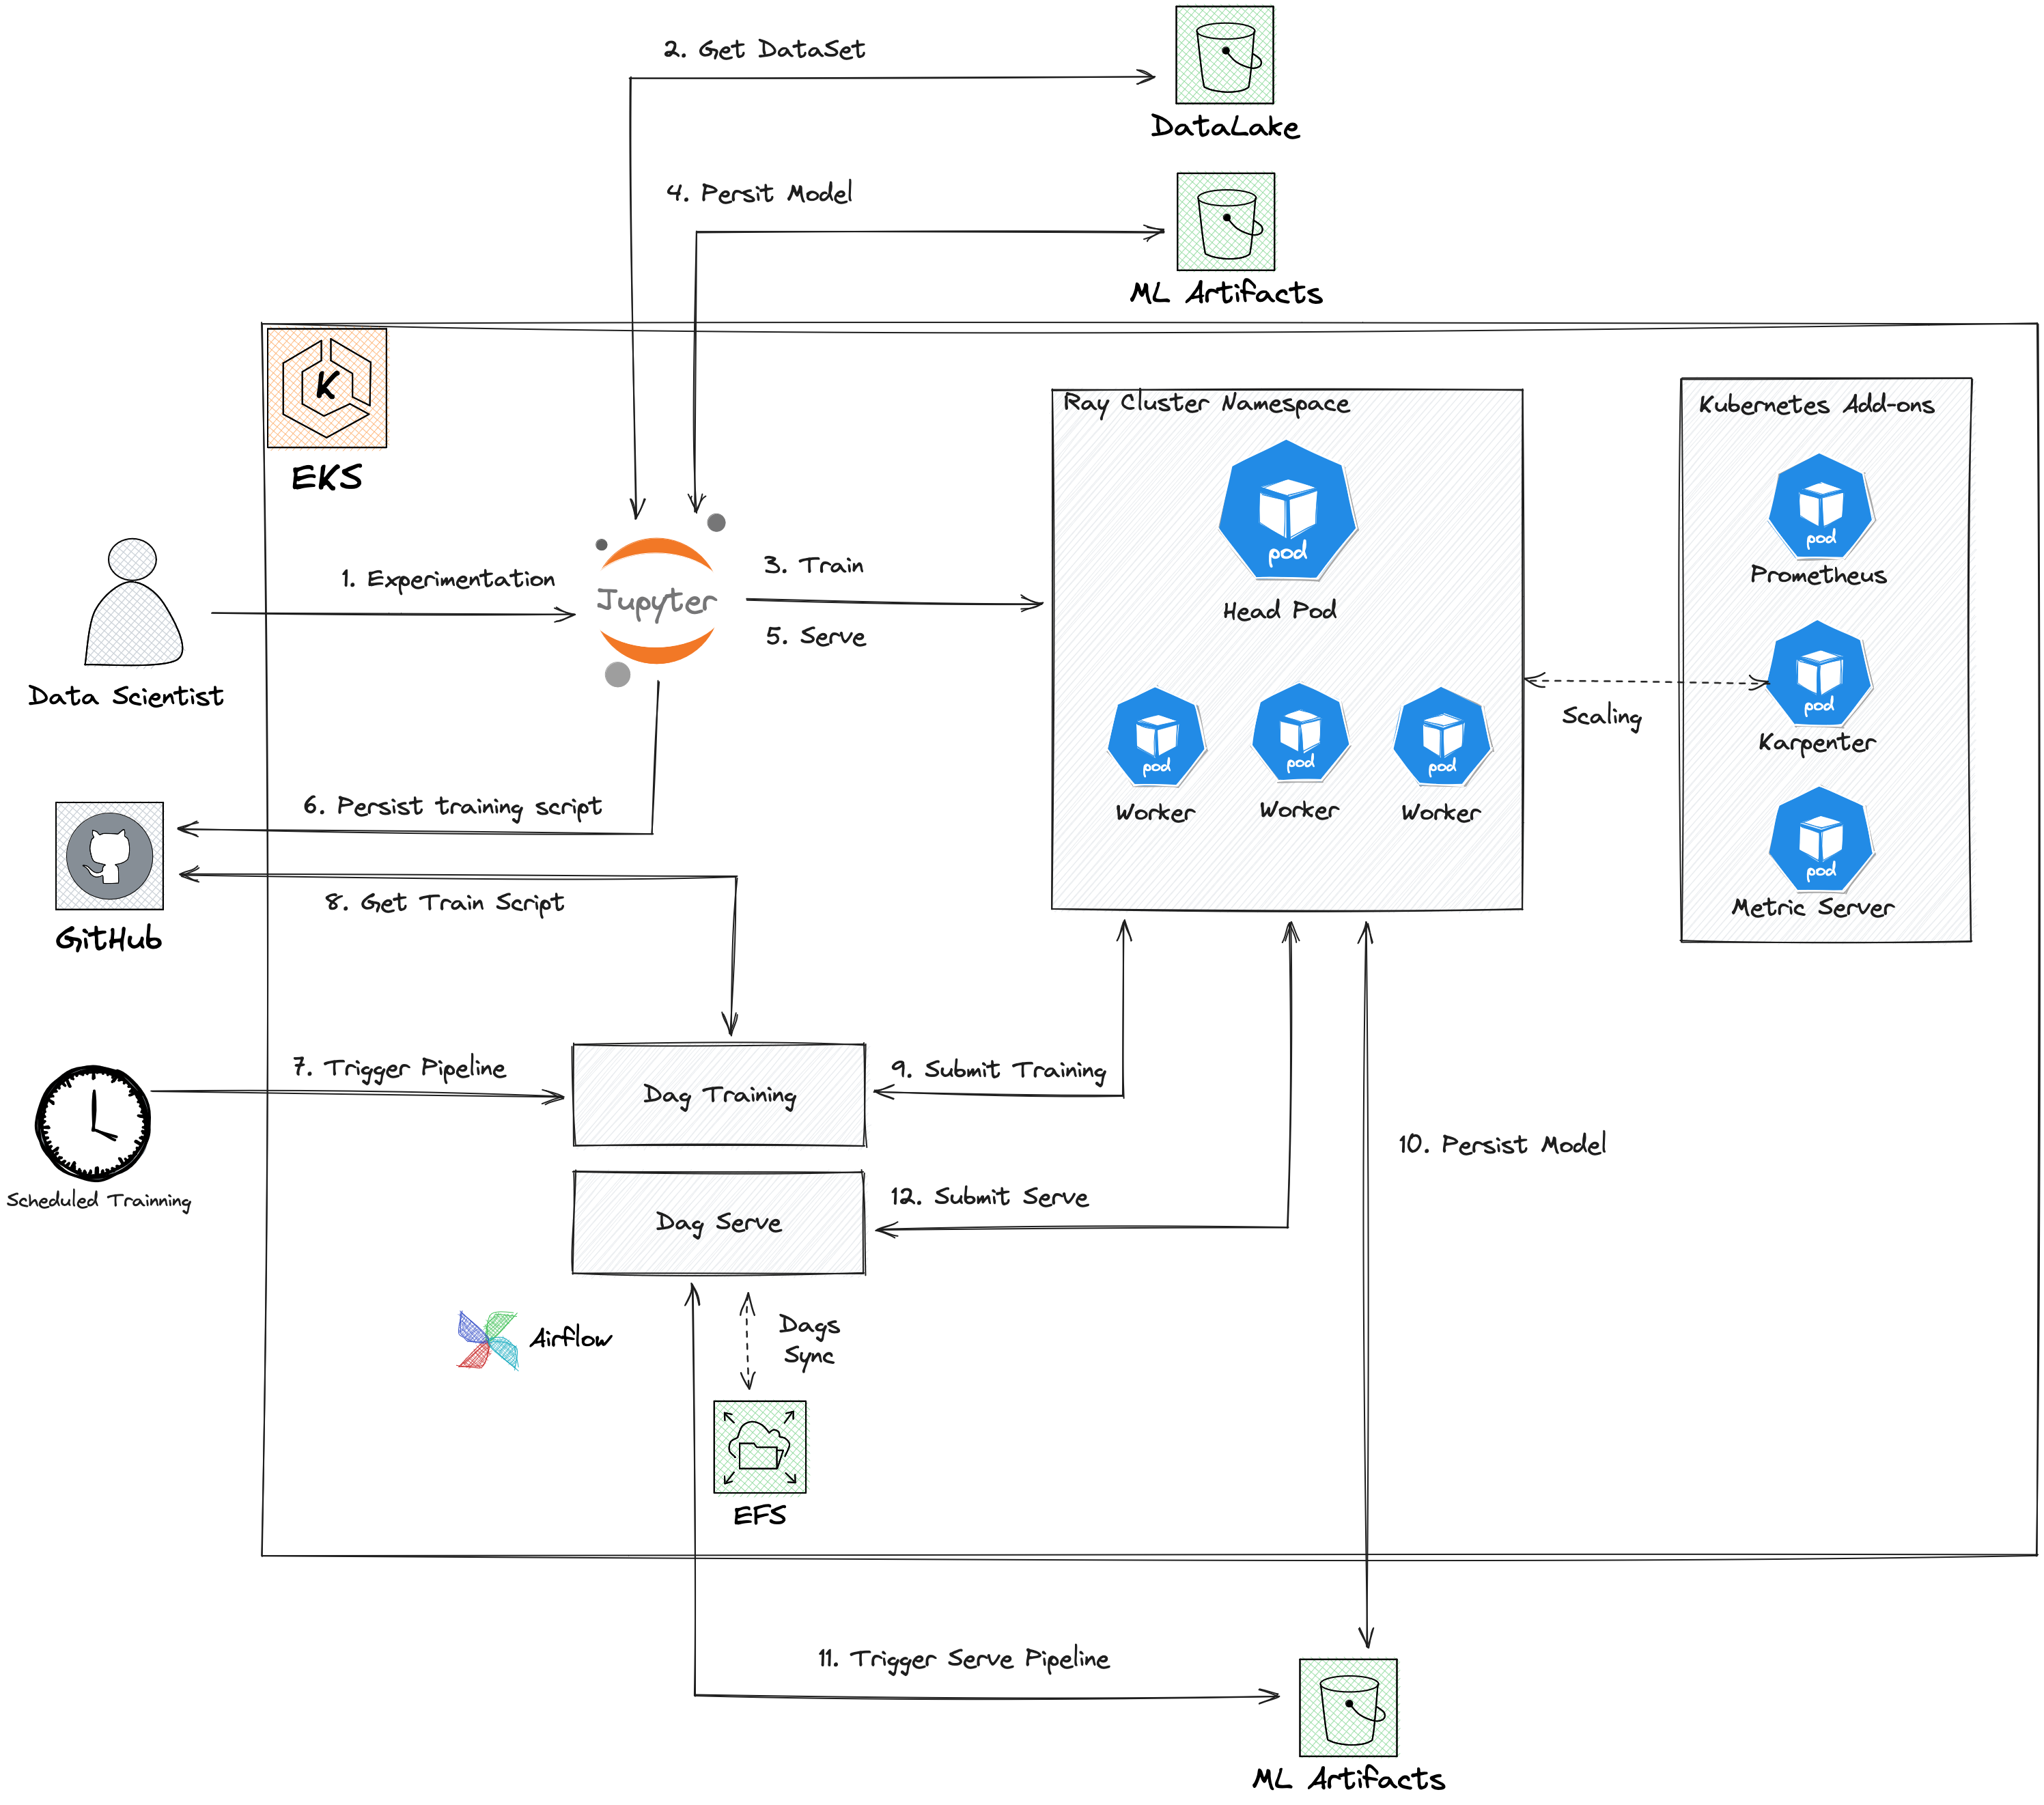 2. Get DataSet
DataLake
4. Persit Model
ML Artifacts
K
EKS
Ray Cluster Namespace
Kubernetes Add-ons
pod
Head Pod
pod
Prometheus
1. Experimentation
Jupyter
3. Train
5. Serve
Data Scientist
pod
Worker
pod
Worker
pod
Worker
Scaling
pod
Karpenter
pod
Metric Server
6. Persist training script
GitHub
8. Get Train Script
7. Trigger Pipeline
Scheduled Trainning
Dag Training
9. Submit Training
10. Persist Model
Dag Serve
12. Submit Serve
Airflow
Dags
Sync
EFS
11. Trigger Serve Pipeline
ML Artifacts